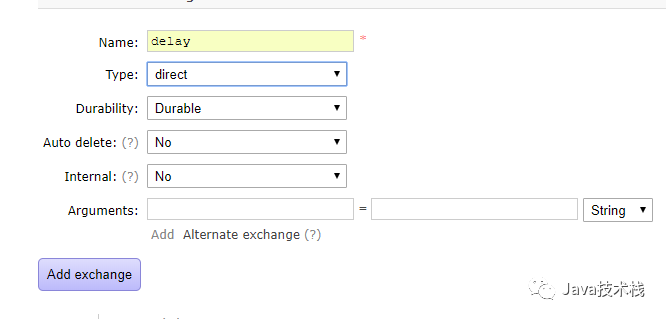 Name: delay *
Type: direct
Durability: Durable
Auto delete: (?) No
Internal: (?) No
Arguments: = String
Add Alternate exchange (?)
Add exchange
Java技术栈